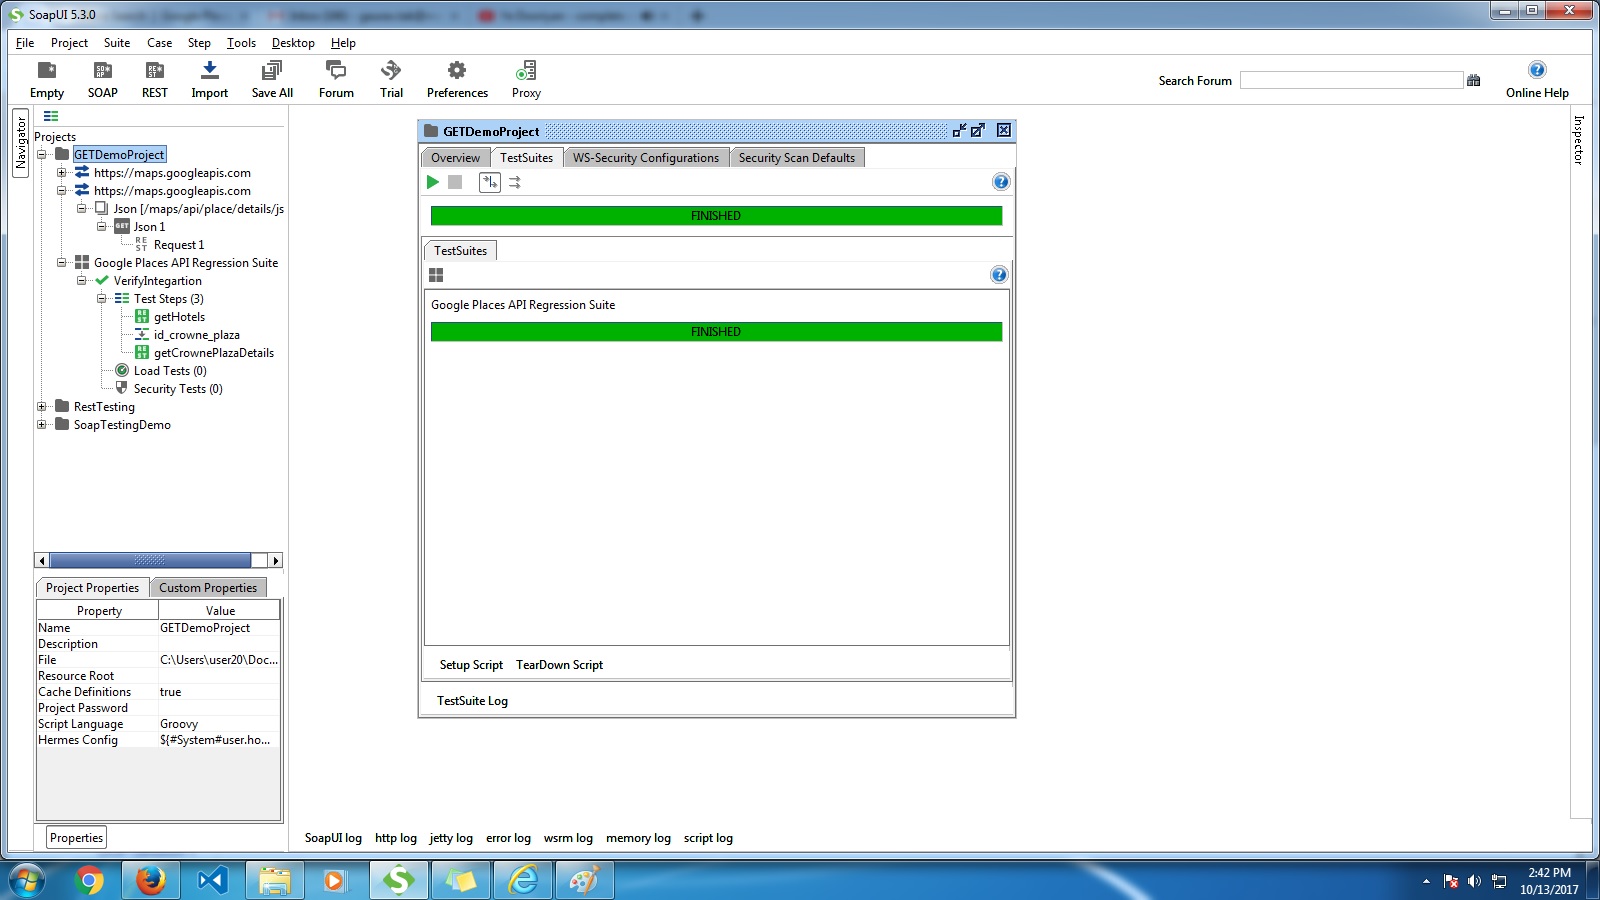 SoapUI 5.3.0
File Project Suite Case Step Tools Desktop Help
Empty SOAP REST Import Save All Forum Trial Preferences Proxy Search Forum Online Help
Navigator
Projects
GETDemoProject
https://maps.googleapis.com
https://maps.googleapis.com
Json [/maps/api/place/details/js
GET Json 1
REST Request 1
Google Places API Regression Suite
VerifyIntegartion
Test Steps (3)
REST getHotels
id_crowne_plaza
REST getCrownePlazaDetails
Load Tests (0)
Security Tests (0)
RestTesting
SoapTestingDemo
Project Properties Custom Properties
Property Value
Name GETDemoProject
Description
File C:\Users\user20\Doc...
Resource Root
Cache Definitions true
Project Password
Script Language Groovy
Hermes Config ${#System#user.ho...
Properties
GETDemoProject
Overview TestSuites WS-Security Configurations Security Scan Defaults
FINISHED
TestSuites
Google Places API Regression Suite
FINISHED
Setup Script TearDown Script
TestSuite Log
Inspector
SoapUI log http log jetty log error log wsrm log memory log script log
2:42 PM
10/13/2017